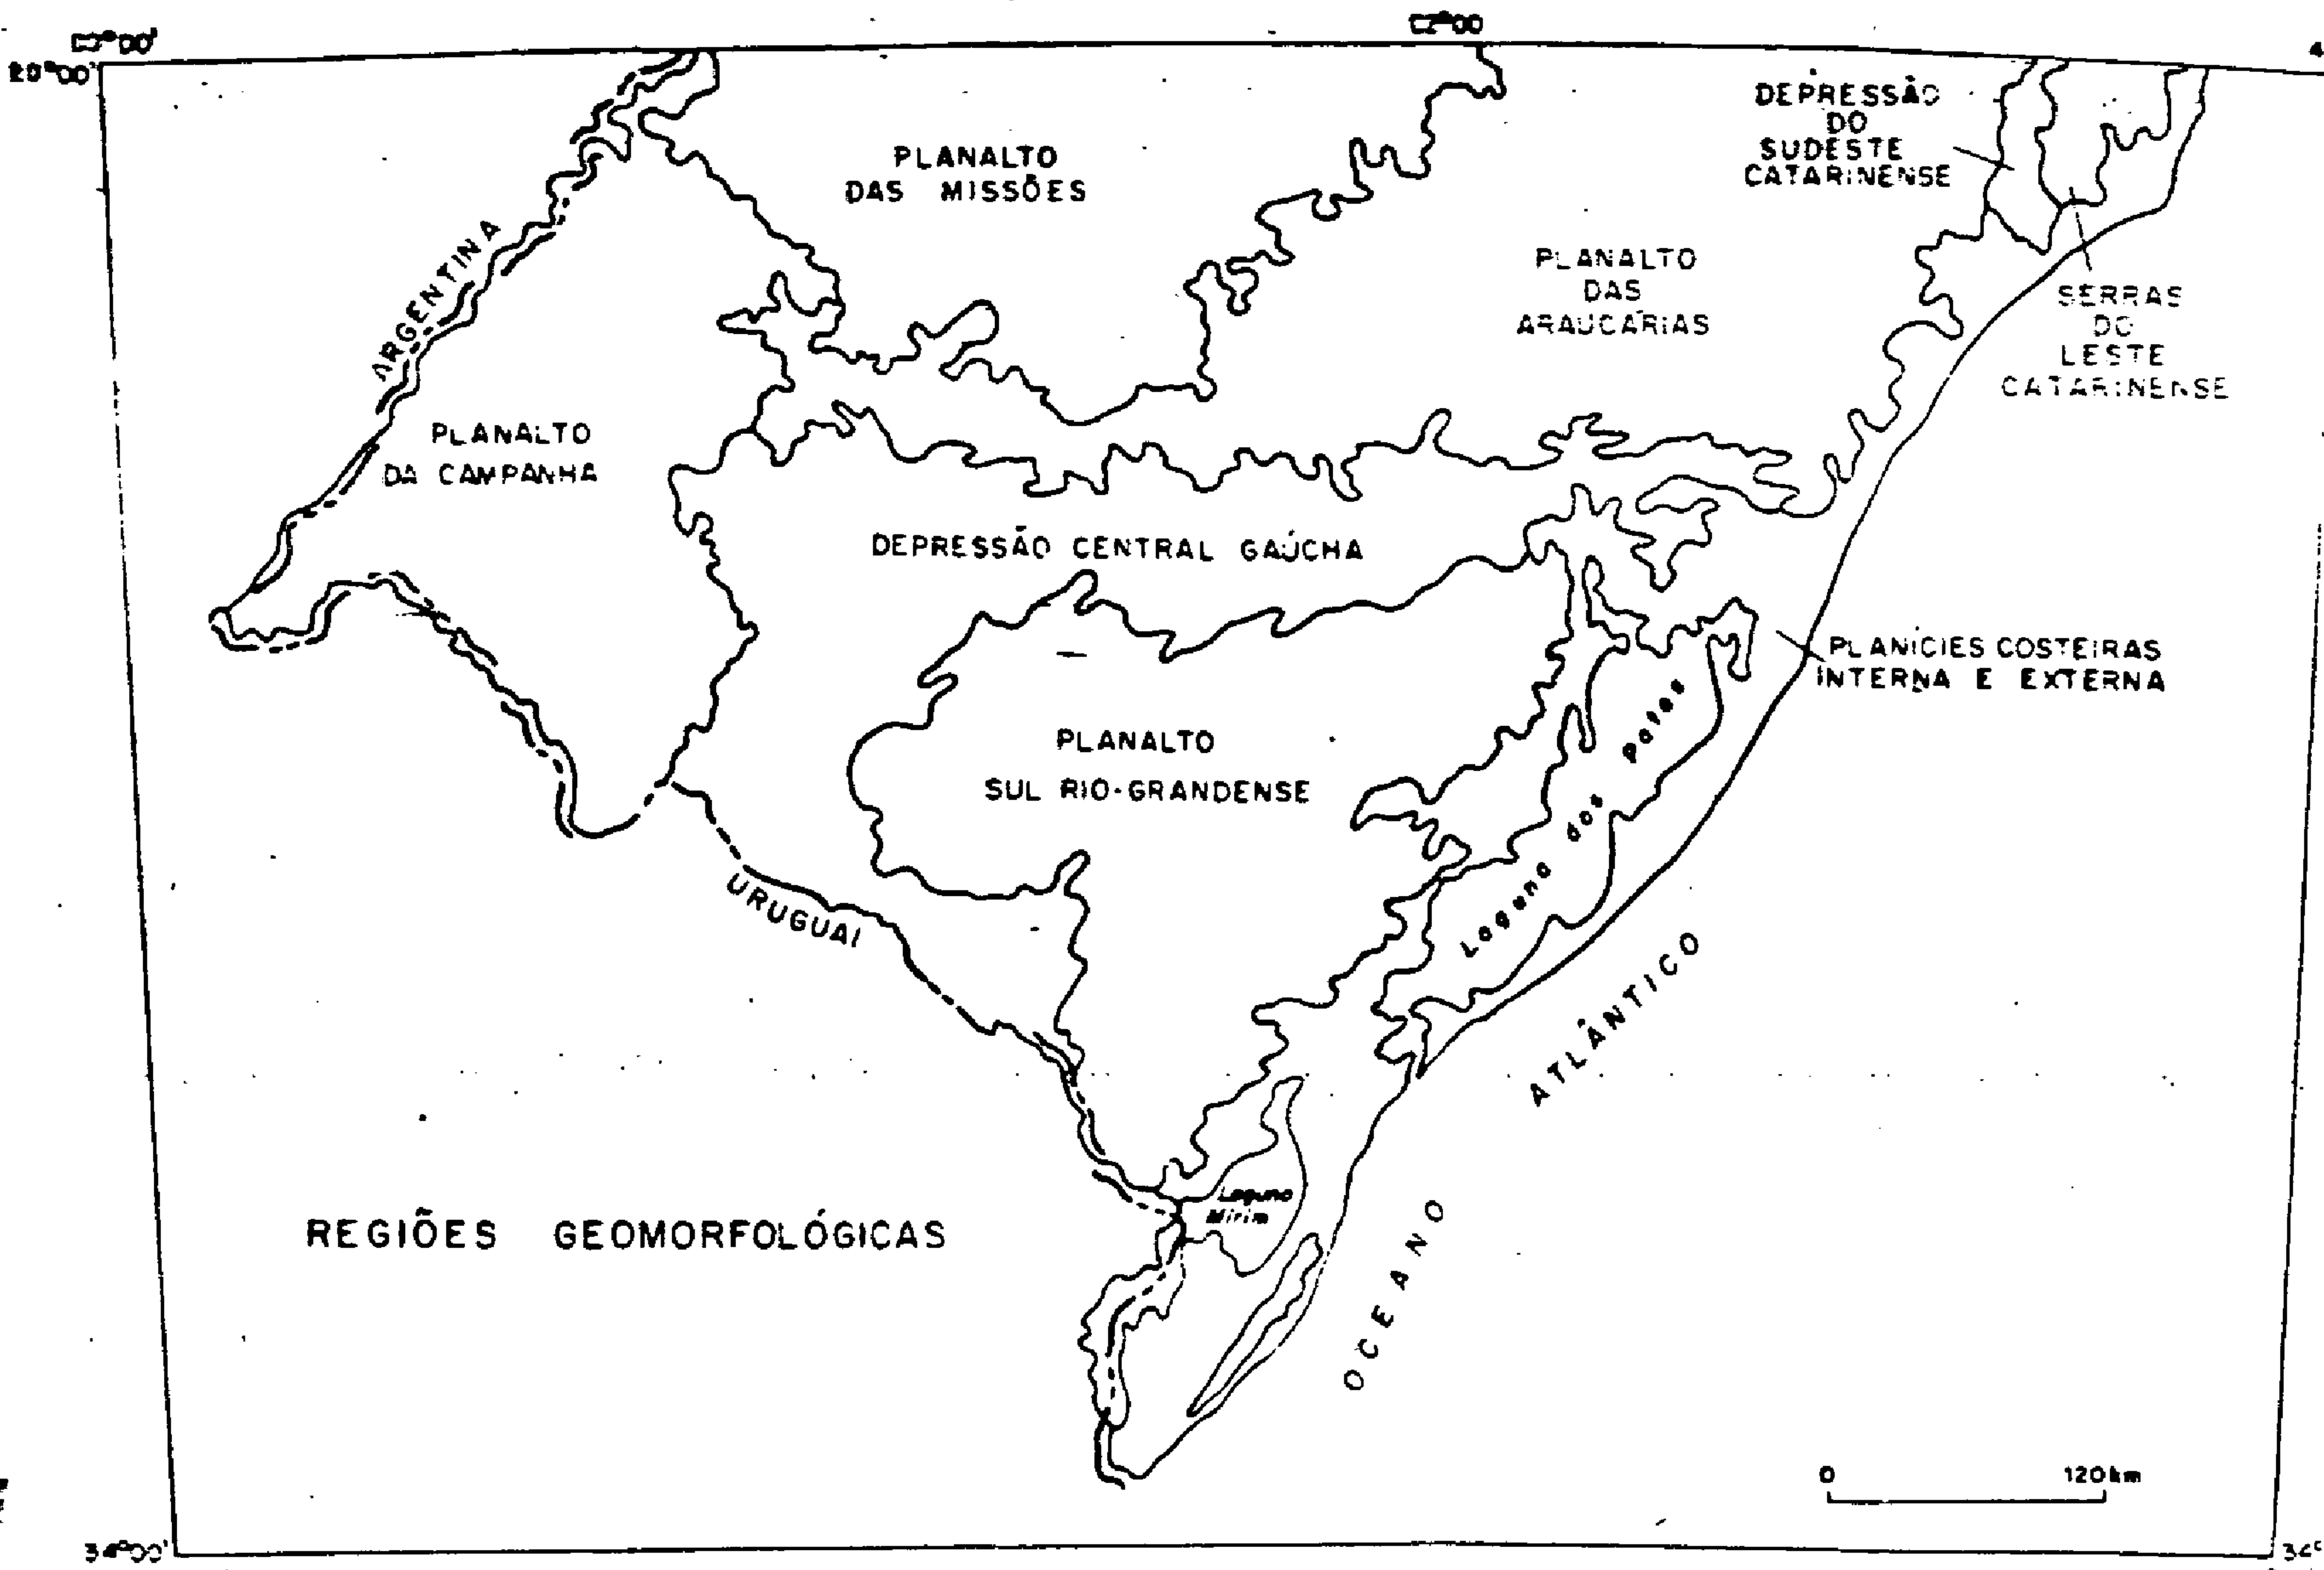 PLANALTO
DAS MISSÕES
DEPRESSÃO
DO
SUDESTE
CATARINENSE
PLANALTO
DAS
ARAUCÁRIAS
SERRAS
DO
LESTE
CATARINENSE
ARGENTINA
PLANALTO
DA CAMPANHA
DEPRESSÃO CENTRAL GAÚCHA
PLANÍCIES COSTEIRAS
INTERNA E EXTERNA
PLANALTO
SUL RIO-GRANDENSE
Laguna dos Patos
URUGUAI
OCEANO ATLÂNTICO
Laguna
Mirim
REGIÕES GEOMORFOLÓGICAS
0 120km
34°00'